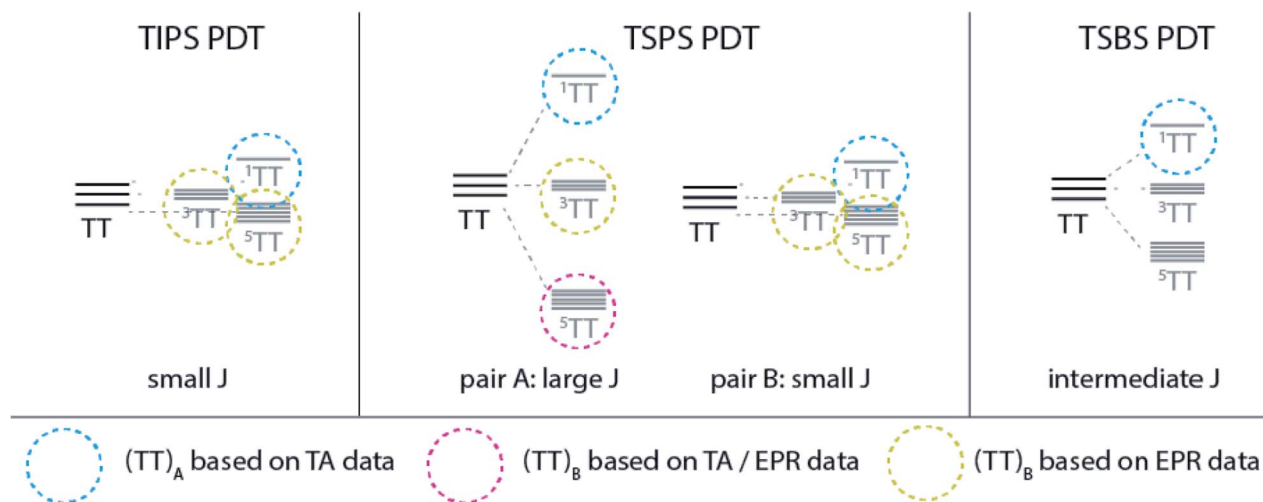 TIPS PDT
TSPS PDT
TSBS PDT
TT
³TT
¹TT
⁵TT
small J
TT
¹TT
³TT
⁵TT
pair A: large J
TT
³TT
¹TT
⁵TT
pair B: small J
TT
¹TT
³TT
⁵TT
intermediate J
(TT)A based on TA data
(TT)B based on TA / EPR data
(TT)B based on EPR data